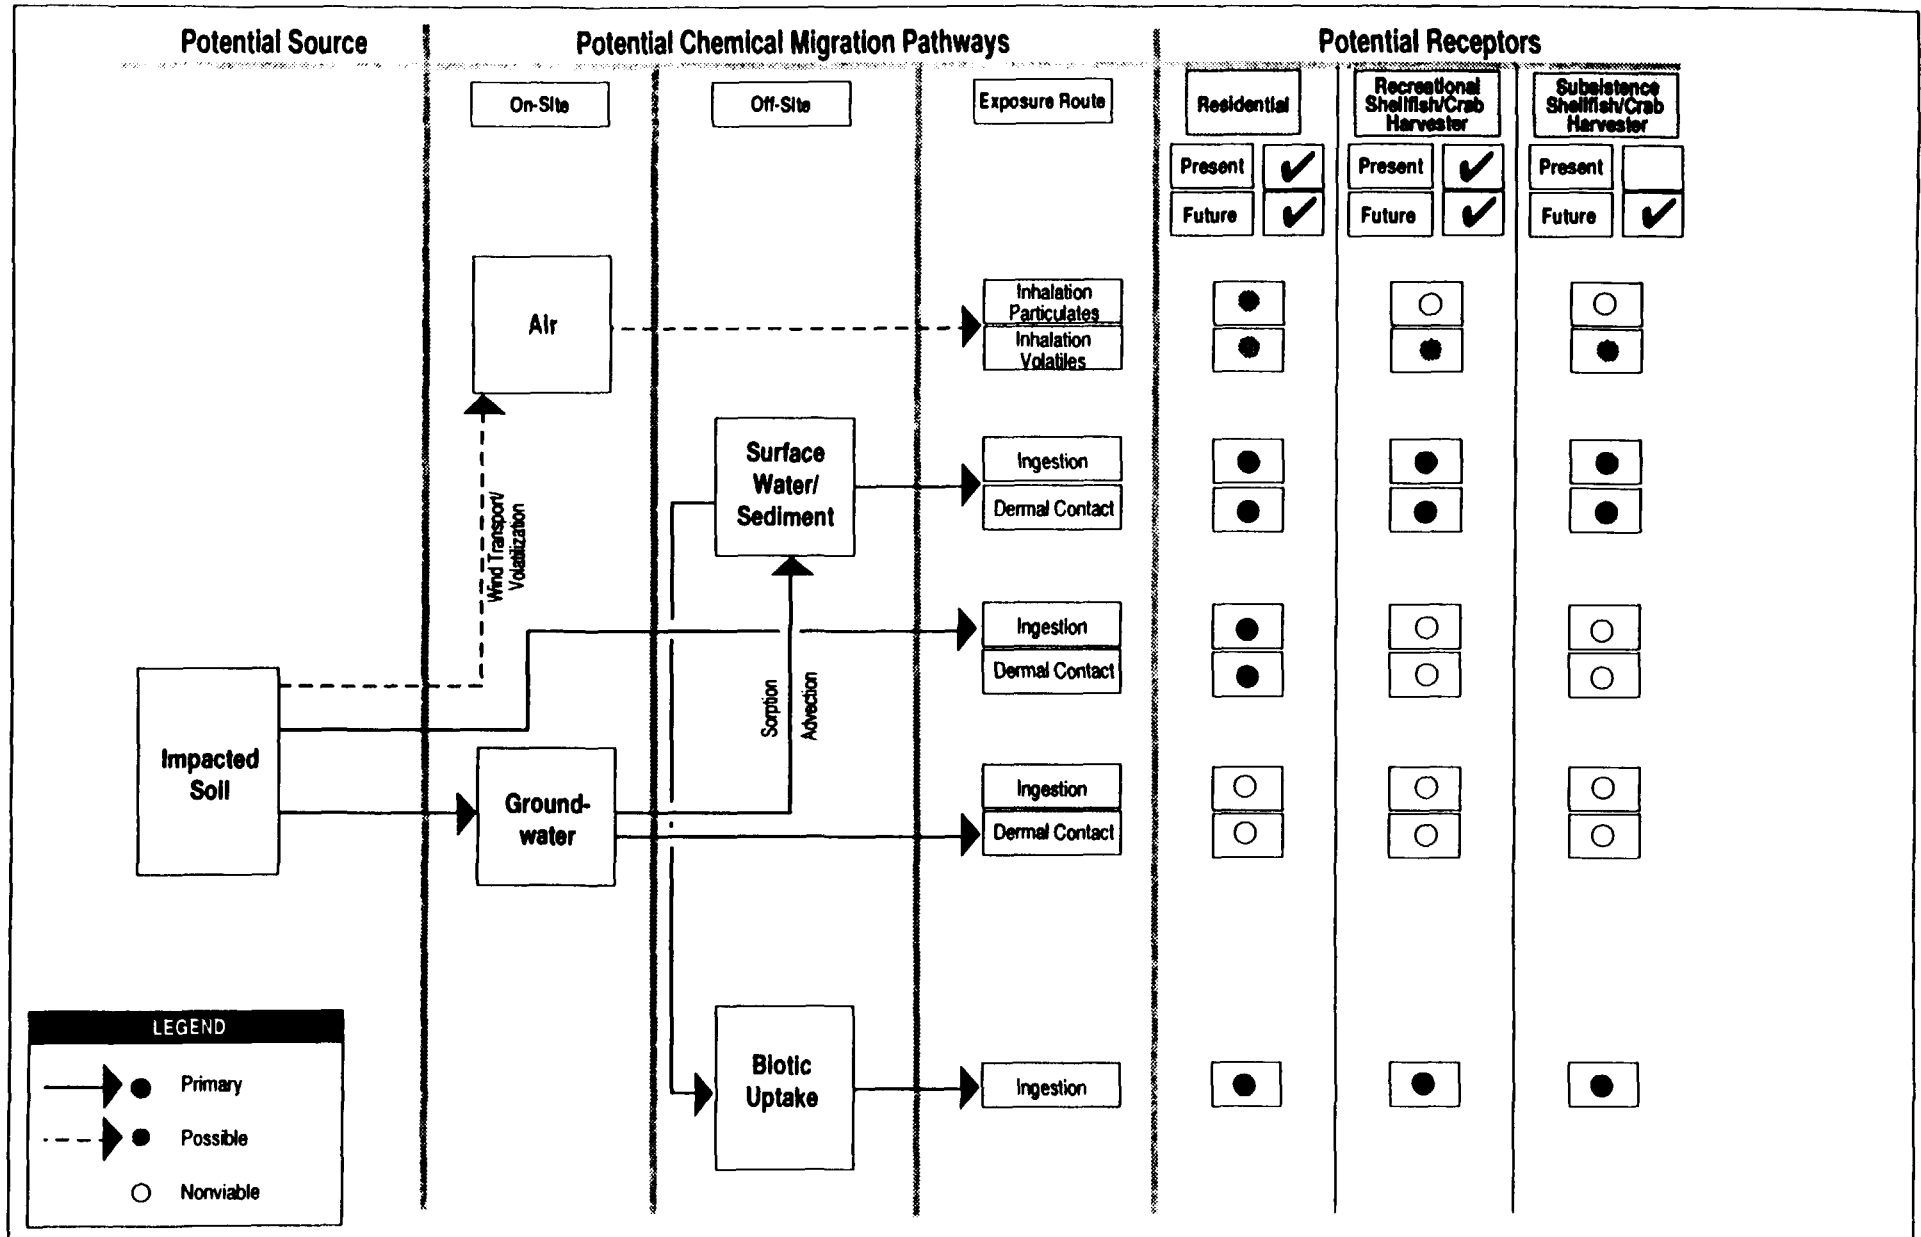 Potential Source
Potential Chemical Migration Pathways
Potential Receptors
On-Site
Off-Site
Exposure Route
Residential
Recreational
Shellfish/Crab
Harvester
Subsistence
Shellfish/Crab
Harvester
Present ✔
Present ✔
Present
Future ✔
Future ✔
Future ✔
Air
Inhalation
Particulates
Inhalation
Volatiles
Surface
Water/
Sediment
Ingestion
Dermal Contact
Wind Transport/
Volatilization
Ingestion
Dermal Contact
Sorption
Advection
Impacted
Soil
Ground-
water
Ingestion
Dermal Contact
Biotic
Uptake
Ingestion
LEGEND
Primary
Possible
Nonviable